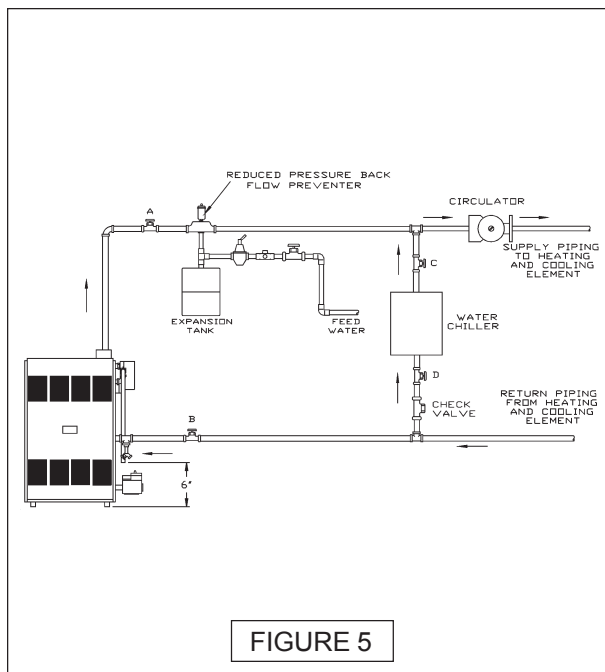 REDUCED PRESSURE BACK
FLOW PREVENTER
A
CIRCULATOR
SUPPLY PIPING
TO HEATING
AND COOLING
ELEMENT
C
EXPANSION
TANK
FEED
WATER
WATER
CHILLER
D
CHECK
VALVE
RETURN PIPING
FROM HEATING
AND COOLING
ELEMENT
B
6"
FIGURE 5